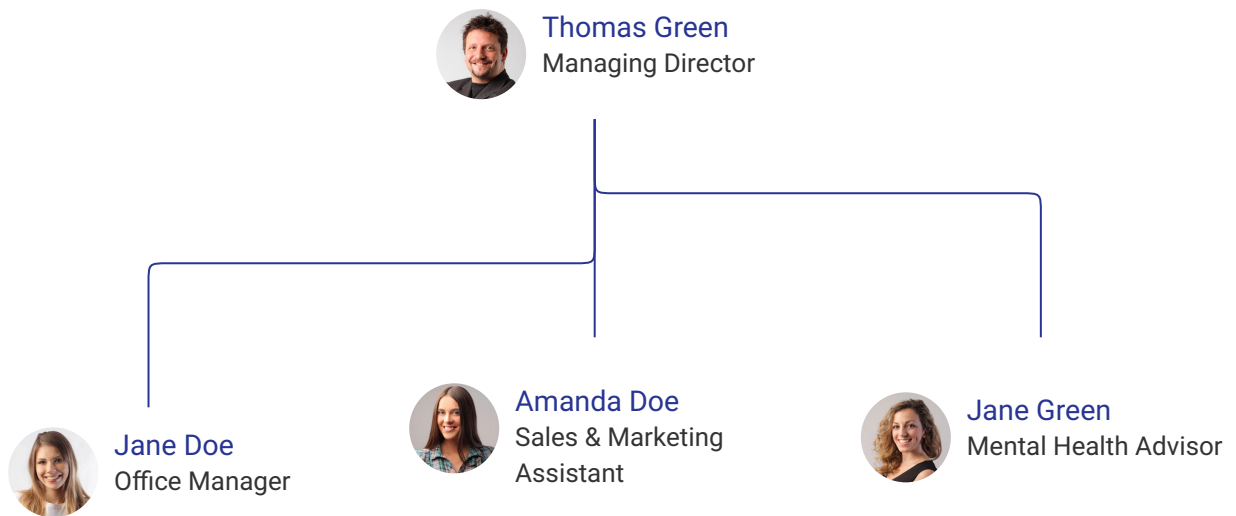 Thomas Green
Managing Director
Jane Doe
Office Manager
Amanda Doe
Sales & Marketing
Assistant
Jane Green
Mental Health Advisor